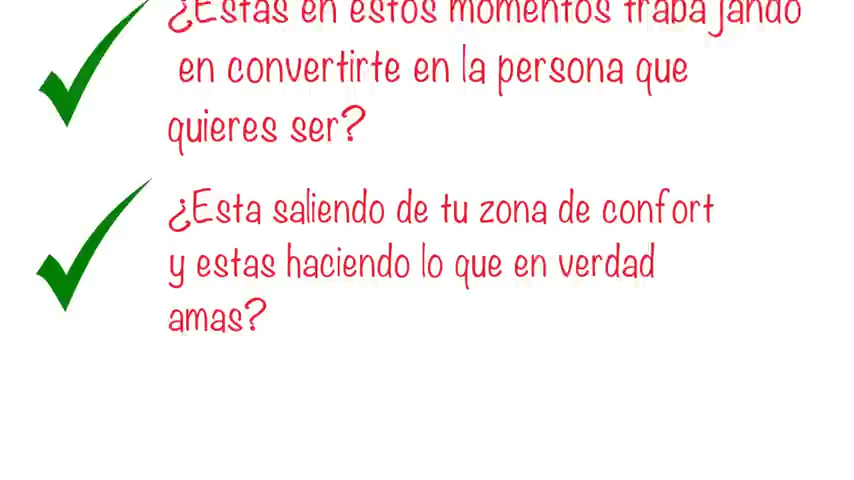 ¿Estas en estos momentos trabajando
en convertirte en la persona que
quieres ser?
¿Esta saliendo de tu zona de confort
y estas haciendo lo que en verdad
amas?